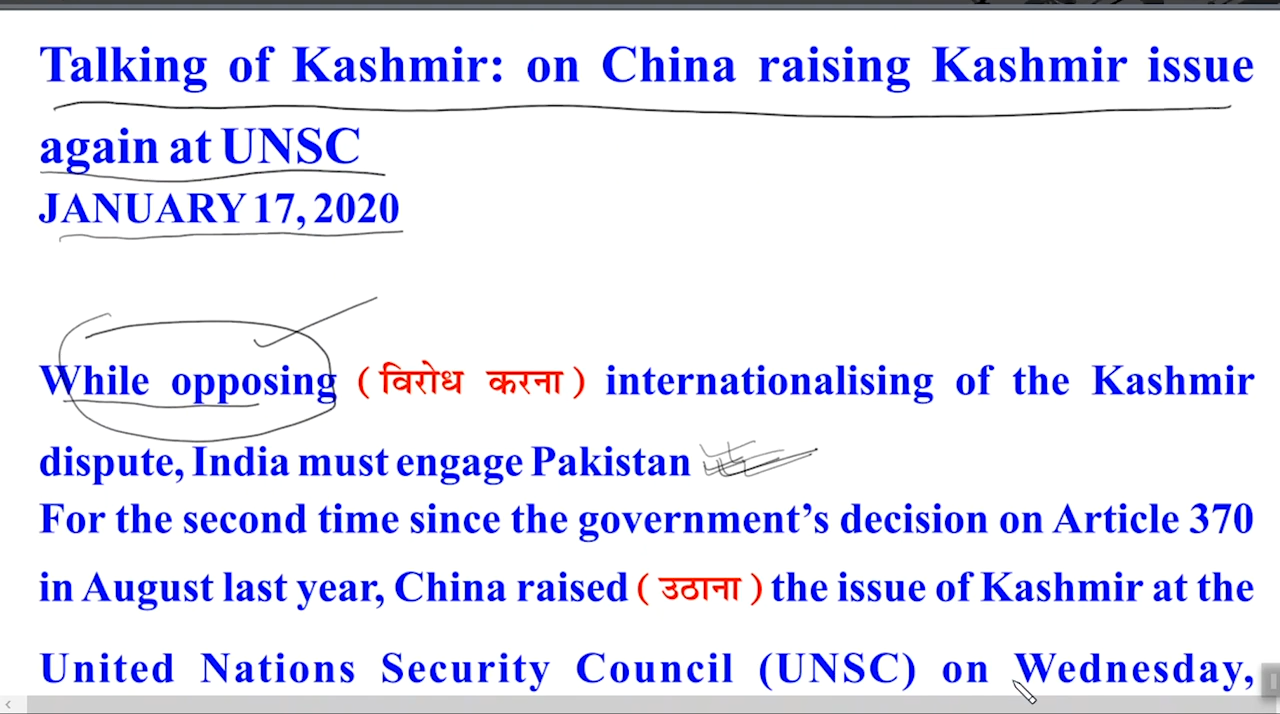 Talking of Kashmir: on China raising Kashmir issue
again at UNSC
JANUARY 17, 2020
While opposing (विरोध करना) internationalising of the Kashmir
dispute, India must engage Pakistan
For the second time since the government’s decision on Article 370
in August last year, China raised (उठाना) the issue of Kashmir at the
United Nations Security Council (UNSC) on Wednesday,